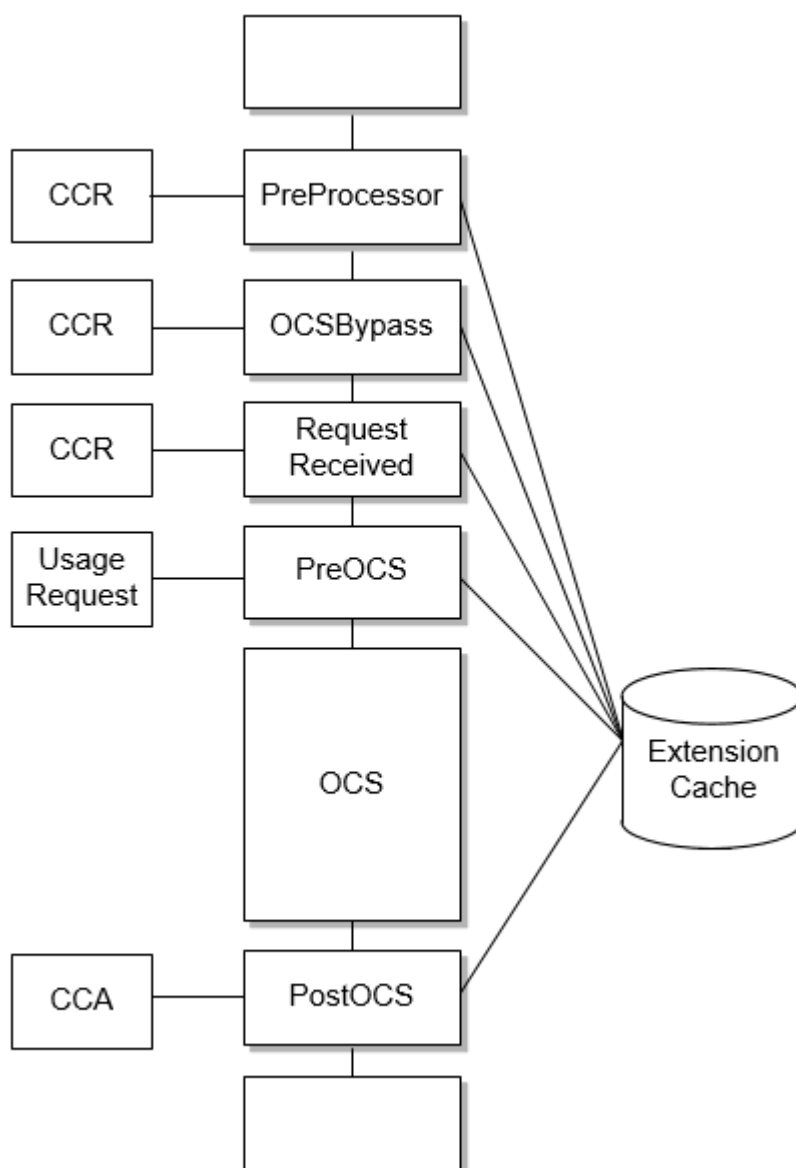 CCR
PreProcessor
CCR
OCSBypass
CCR
Request
Received
Usage
Request
PreOCS
OCS
Extension
Cache
CCA
PostOCS